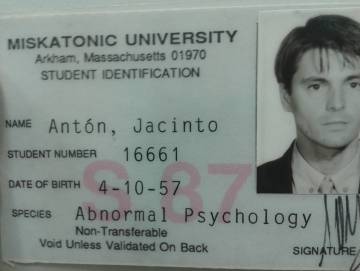 MISKATONIC UNIVERSITY
Arkham, Massachusetts 01970
STUDENT IDENTIFICATION
NAME Antón, Jacinto
STUDENT NUMBER 16661
DATE OF BIRTH 4-10-57
S 87
SPECIES Abnormal Psychology
Non-Transferable
Void Unless Validated On Back
SIGNATURE